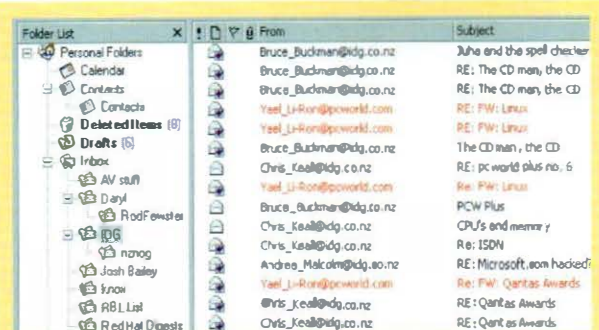 Folder List X ! From Subject
Personal Folders Bruce_Buckman@idg.co.nz Juha and the spell checker
Calendar Bruce_Buckman@idg.co.nz RE: The CD man, the CD
Contacts Bruce_Buckman@idg.co.nz RE: The CD man, the CD
Contacts Yael_Li-Ron@pcworld.com RE: FW: Linux
Deleted Items (8) Yael_Li-Ron@pcworld.com RE: FW: Linux
Drafts [6] Bruce_Buckman@idg.co.nz The CD man, the CD
Inbox Chris_Keall@idg.co.nz RE: pc world plus no. 6
AV stuff Yael_Li-Ron@pcworld.com Re: FW: Linux
Daryl Bruce_Buckman@idg.co.nz PCW Plus
RodFewster Chris_Keall@idg.co.nz CPU's and memory
IDG Chris_Keall@idg.co.nz Re: ISDN
nznog Andrea_Malcolm@idg.co.nz RE: Microsoft.com hacked?
Josh Bailey Yael_Li-Ron@pcworld.com Re: FW: Qantas Awards
knox Chris_Keall@idg.co.nz RE: Qantas Awards
RBL List Chris_Keall@idg.co.nz RE: Qantas Awards
RedHat Digests